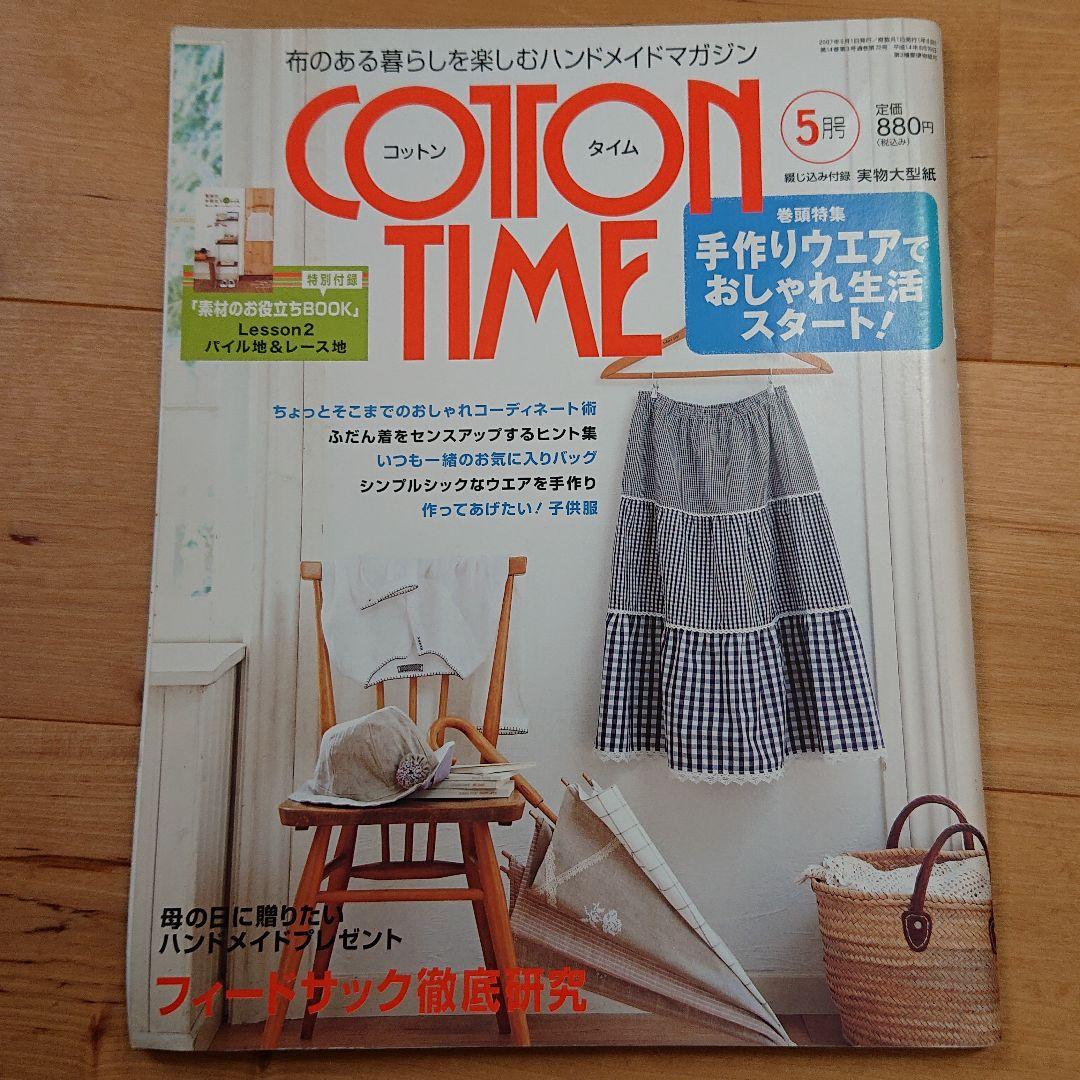 布のある暮らしを楽しむハンドメイドマガジン
COTTON
コットン
タイム
TIME
5月号
定価
880円
(税込み)
綴じ込み付録 実物大型紙
巻頭特集
手作りウエアで
おしゃれ生活
スタート!
特別付録
「素材のお役立ちBOOK」
Lesson2
パイル地&レース地
ちょっとそこまでのおしゃれコーディネート術
ふだん着をセンスアップするヒント集
いつも一緒のお気に入りバッグ
シンプルシックなウエアを手作り
作ってあげたい! 子供服
母の日に贈りたい
ハンドメイドプレゼント
フィードサック徹底研究